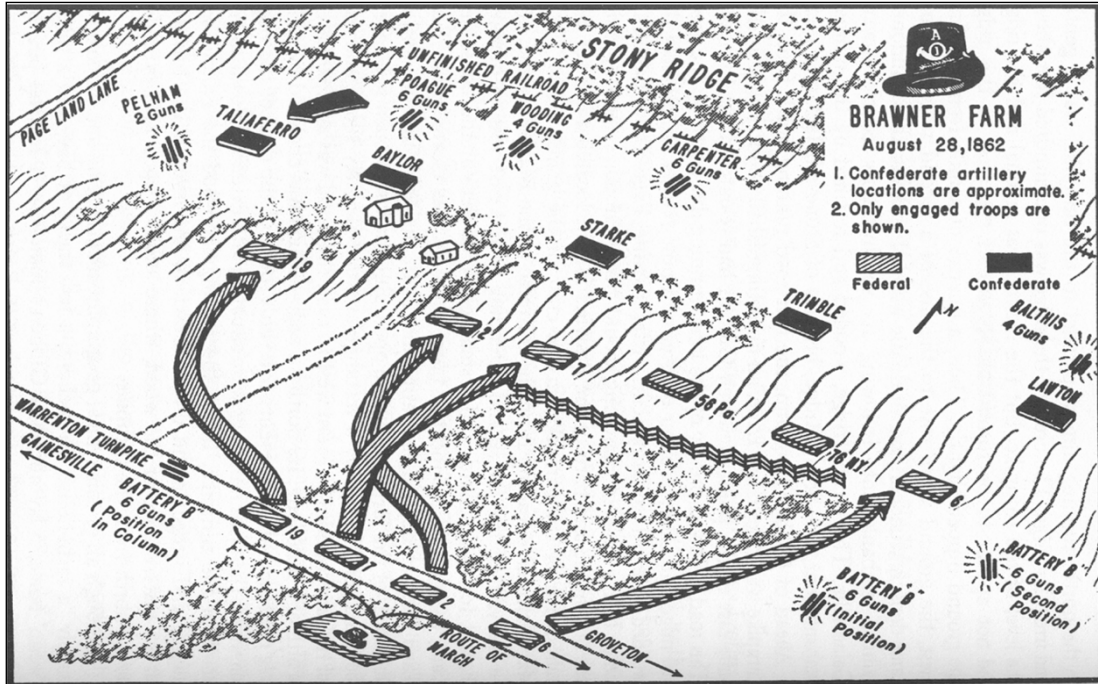 STONY RIDGE
UNFINISHED RAILROAD
PAGE LAND LANE
PELHAM
2 Guns
TALIAFERRO
POAGUE
6 Guns
WOODING
4 Guns
CARPENTER
6 Guns
BAYLOR
STARKE
TRIMBLE
BALTHIS
4 Guns
LAWTON
A
1
BRAWNER FARM
August 28, 1862
1. Confederate artillery
locations are approximate.
2. Only engaged troops are
shown.
Federal
Confederate
N
19
2
7
56 Pa.
76 N.Y.
6
WARRENTON TURNPIKE
GAINESVILLE
BATTERY B
6 Guns
(Position
In
Column)
19
7
2
6
ROUTE OF
MARCH
GROVETON
BATTERY "B"
6 Guns
(Initial
Position)
BATTERY B
6 Guns
(Second
Position)